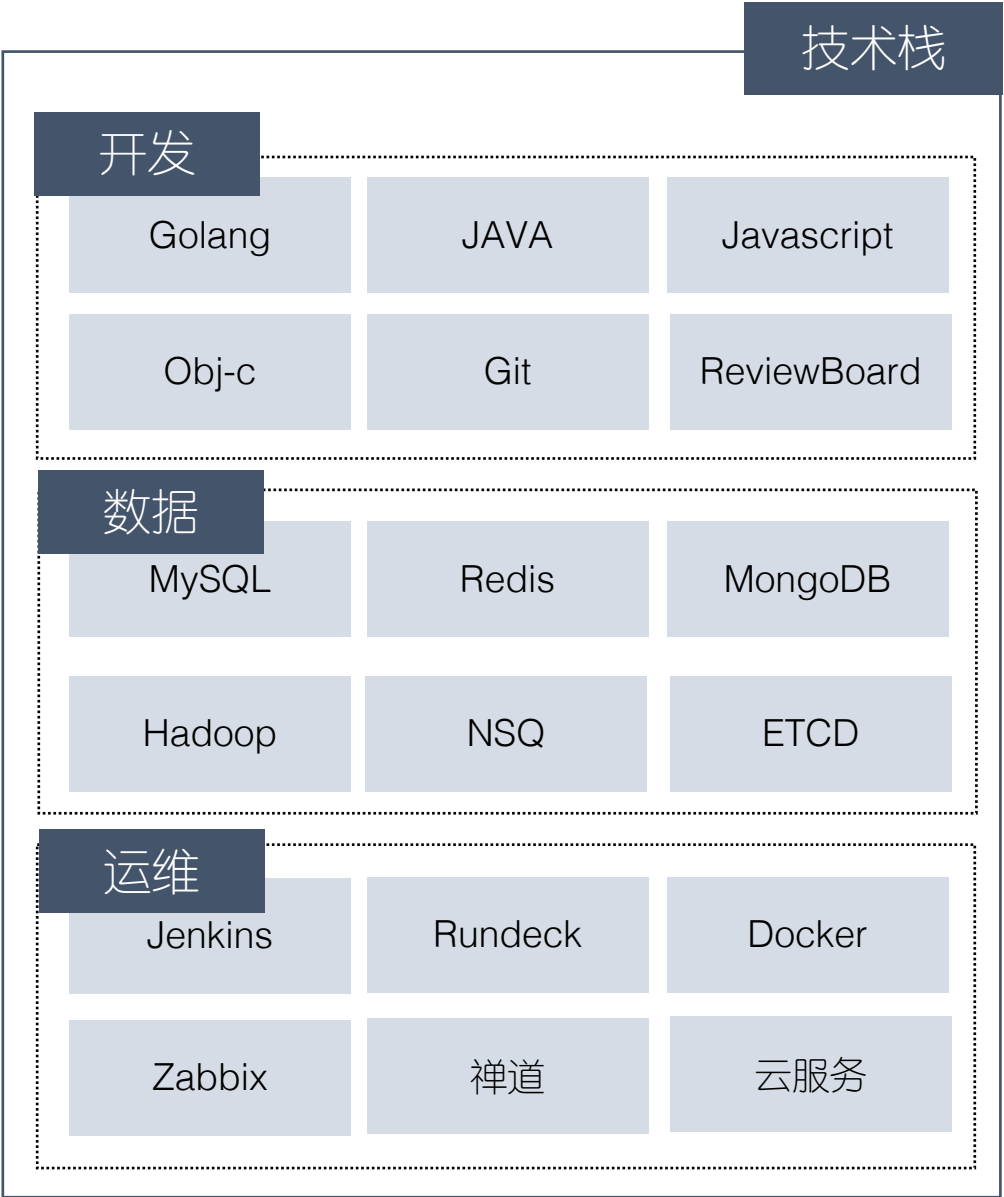 技术栈
开发
Golang
JAVA
Javascript
Obj-c
Git
ReviewBoard
数据
MySQL
Redis
MongoDB
Hadoop
NSQ
ETCD
运维
Jenkins
Rundeck
Docker
Zabbix
禅道
云服务